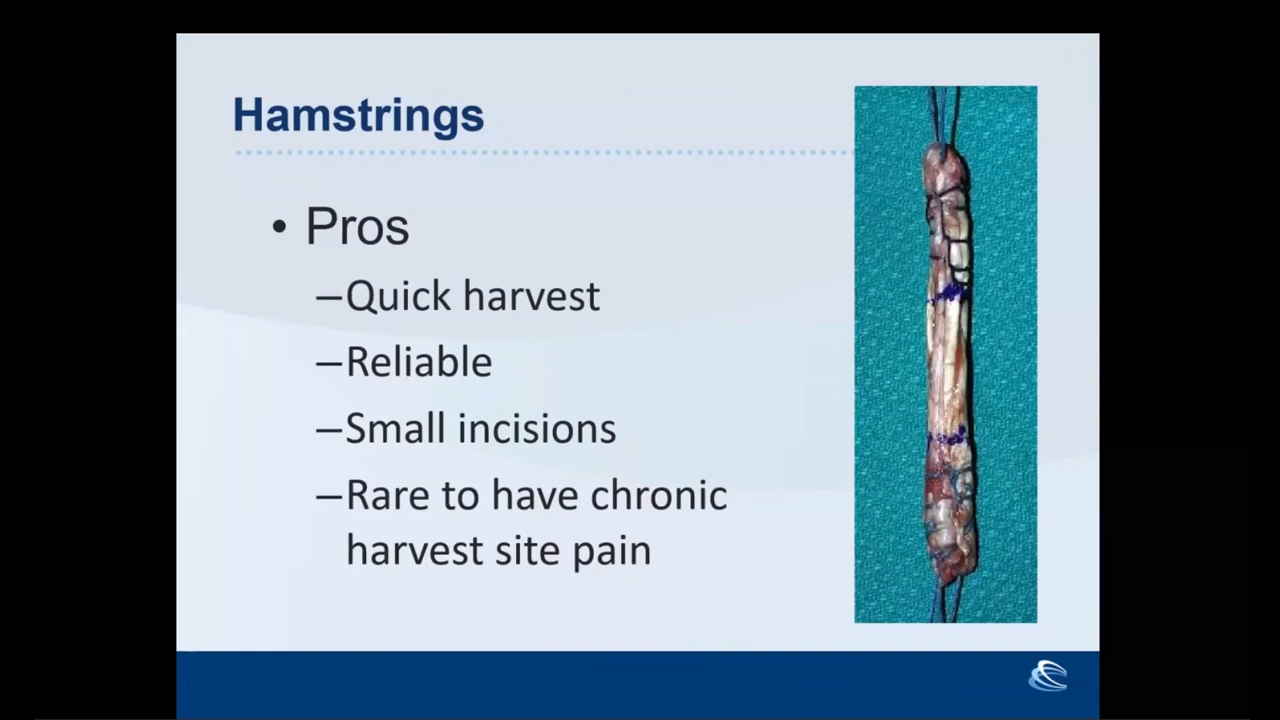 Hamstrings
• Pros
–Quick harvest
–Reliable
–Small incisions
–Rare to have chronic
harvest site pain